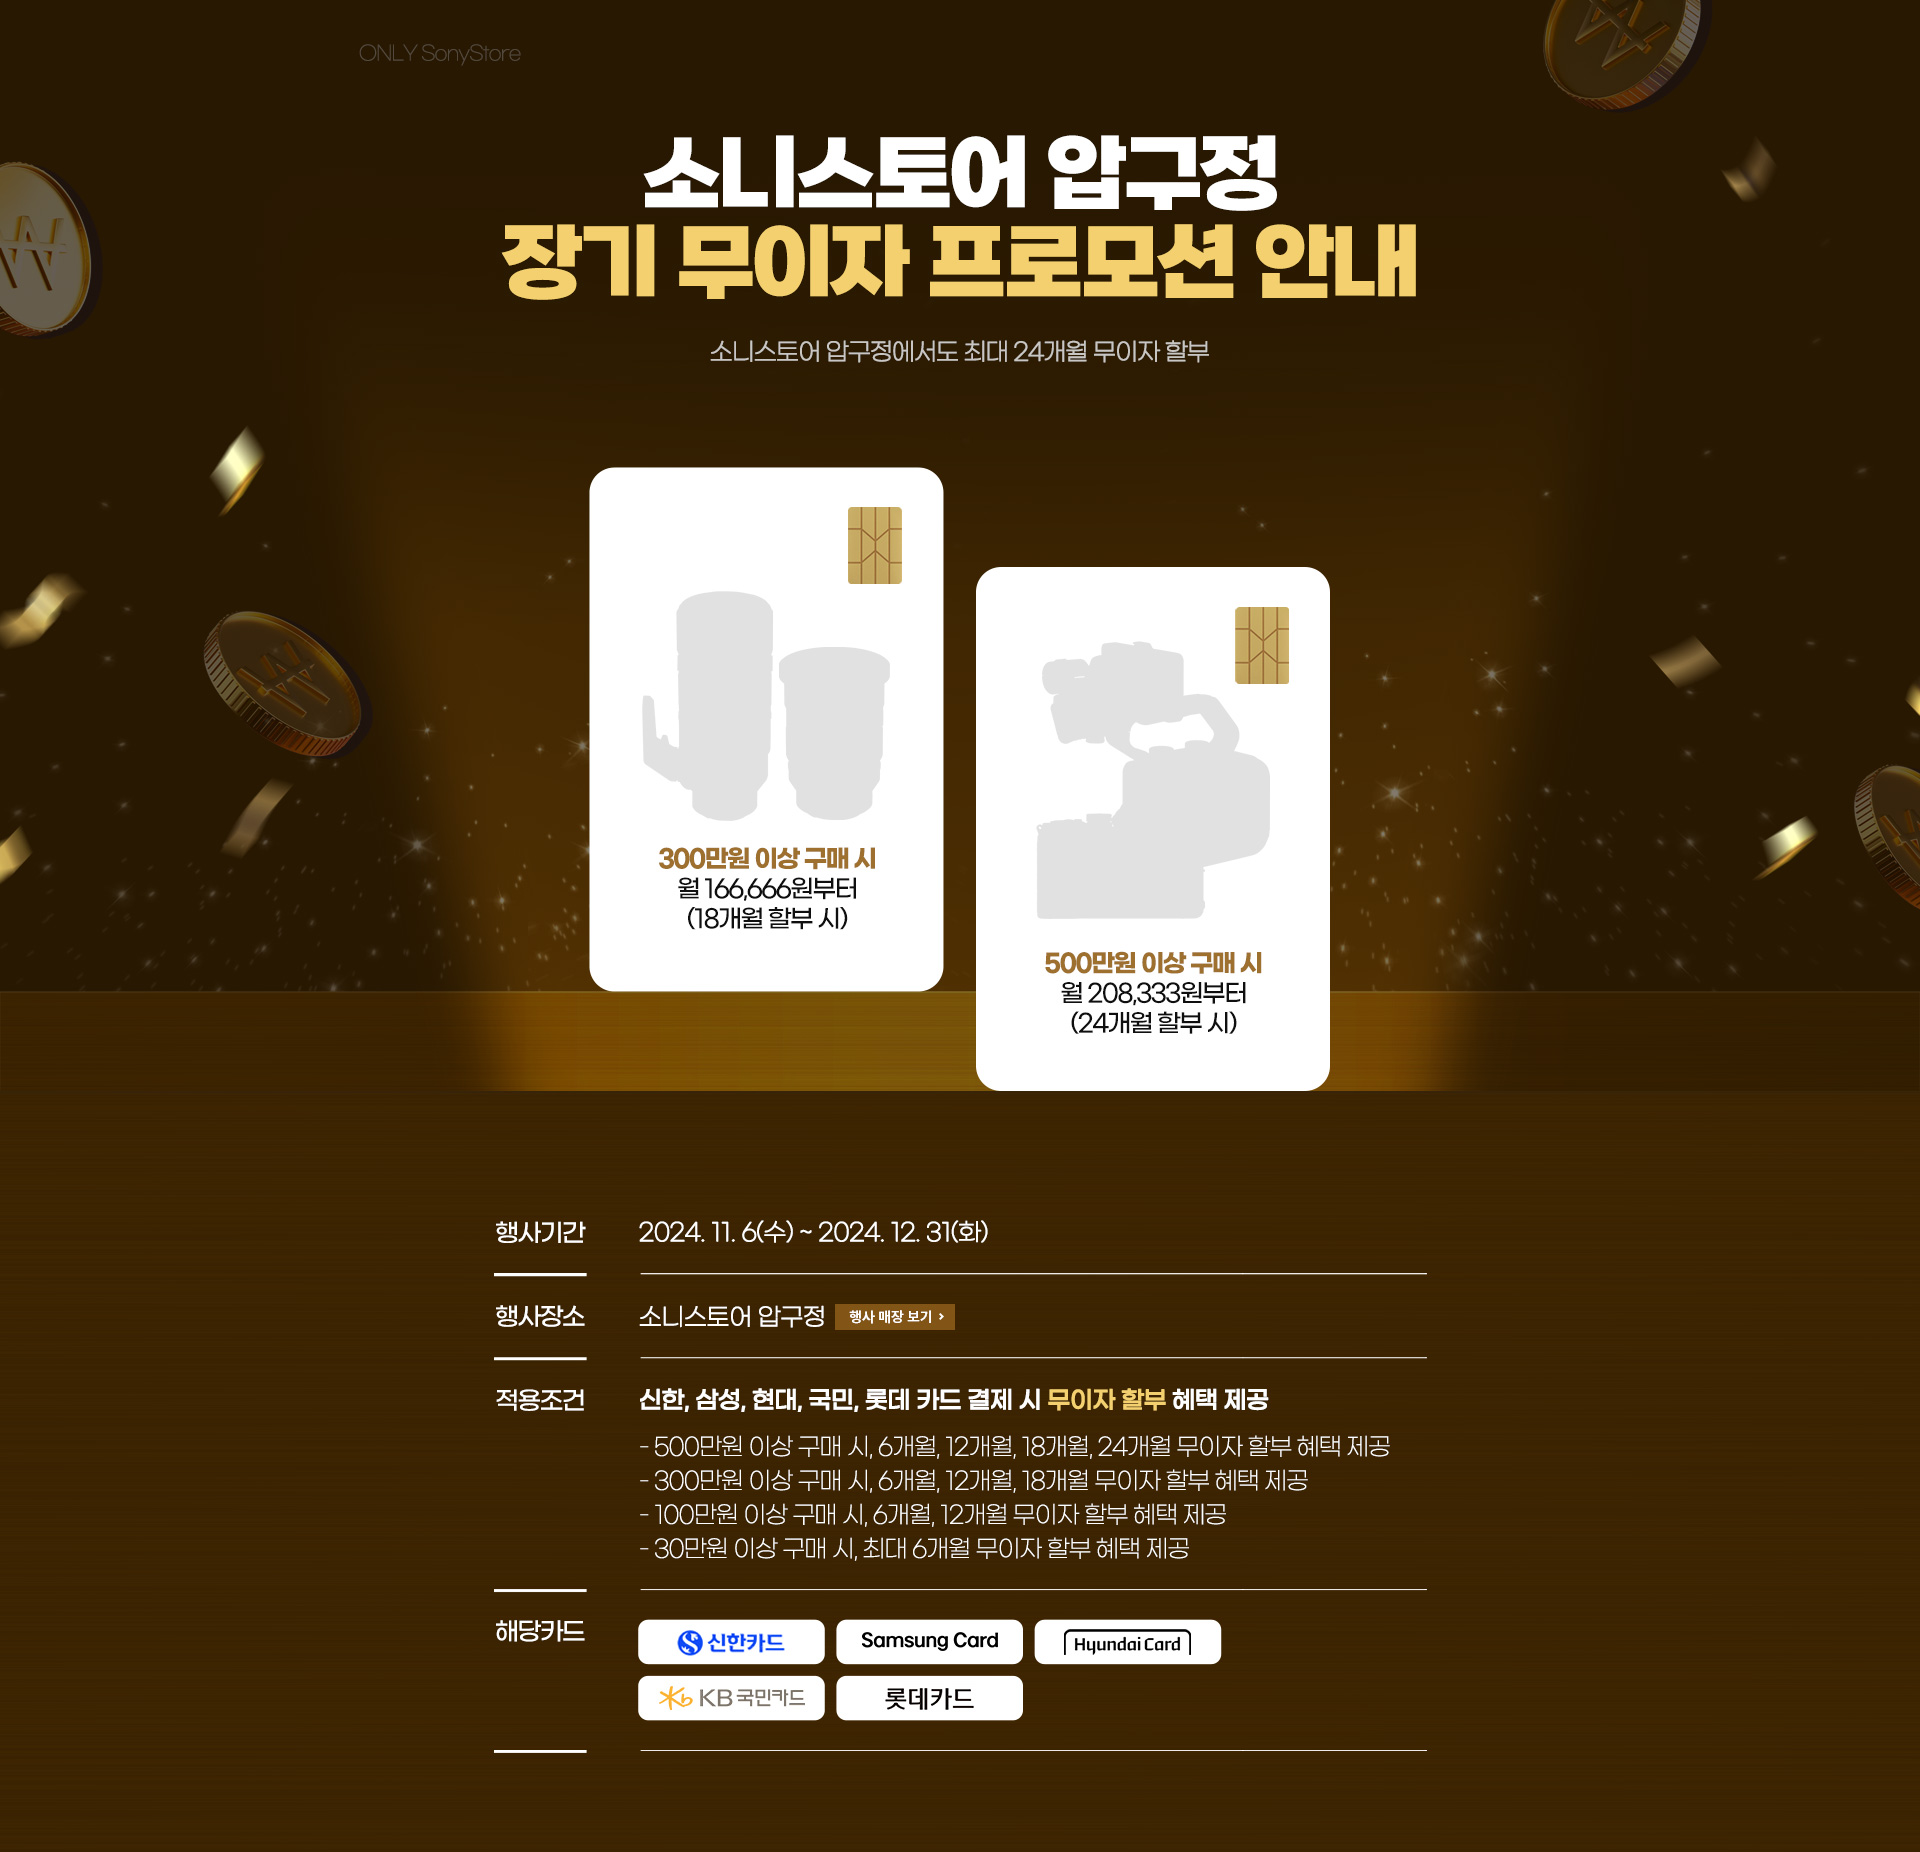 ONLY SonyStore
소니스토어 압구정
장기 무이자 프로모션 안내
소니스토어 압구정에서도 최대 24개월 무이자 할부
300만원 이상 구매 시
월 166,666원부터
(18개월 할부 시)
500만원 이상 구매 시
월 208,333원부터
(24개월 할부 시)
행사기간 2024. 11. 6(수) ~ 2024. 12. 31(화)
행사장소 소니스토어 압구정 행사 매장 보기 >
적용조건 신한, 삼성, 현대, 국민, 롯데 카드 결제 시 무이자 할부 혜택 제공
- 500만원 이상 구매 시, 6개월, 12개월, 18개월, 24개월 무이자 할부 혜택 제공
- 300만원 이상 구매 시, 6개월, 12개월, 18개월 무이자 할부 혜택 제공
- 100만원 이상 구매 시, 6개월, 12개월 무이자 할부 혜택 제공
- 30만원 이상 구매 시, 최대 6개월 무이자 할부 혜택 제공
해당카드 신한카드 Samsung Card Hyundai Card
KB 국민카드 롯데카드